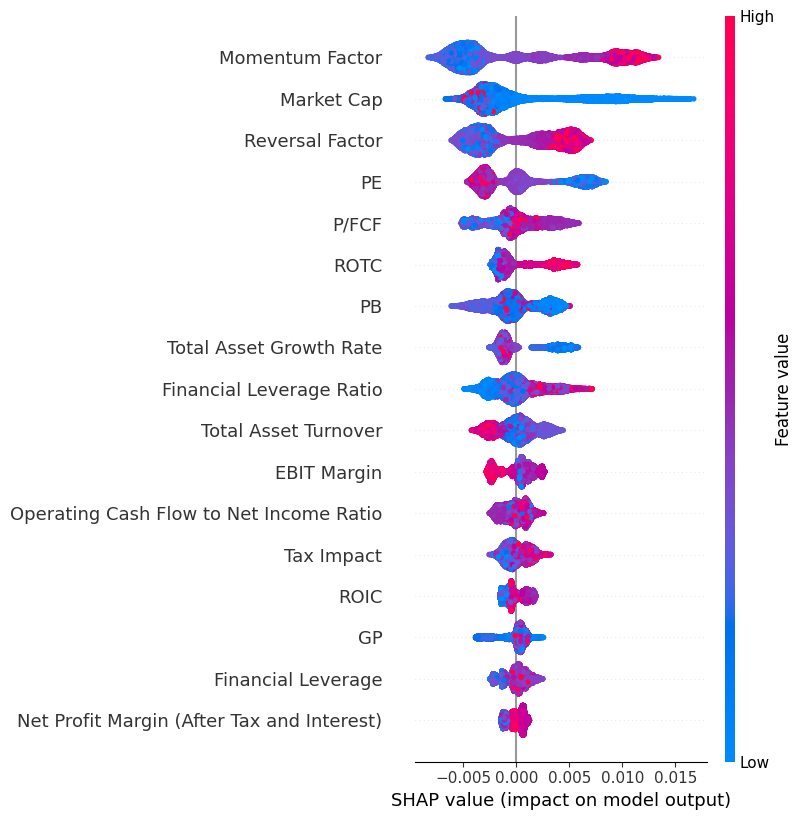 High
Momentum Factor
Market Cap
Reversal Factor
PE
P/FCF
ROTC
PB
Total Asset Growth Rate
Financial Leverage Ratio
Total Asset Turnover
EBIT Margin
Operating Cash Flow to Net Income Ratio
Tax Impact
ROIC
GP
Financial Leverage
Net Profit Margin (After Tax and Interest)
Feature value
Low
−0.005 0.000 0.005 0.010 0.015
SHAP value (impact on model output)